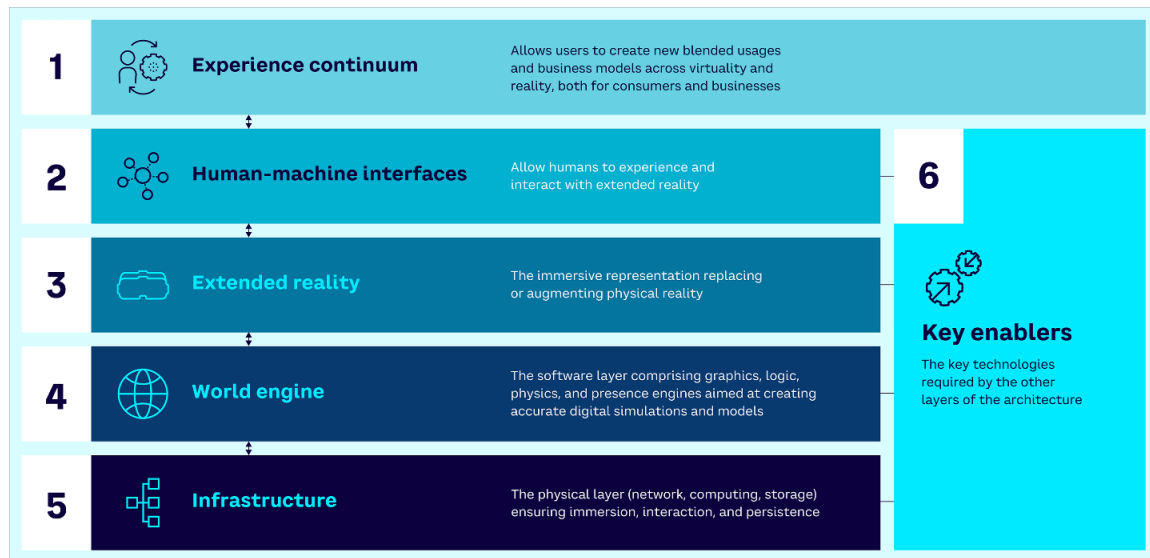 1
Experience continuum
Allows users to create new blended usages
and business models across virtuality and
reality, both for consumers and businesses
2
Human-machine interfaces
Allow humans to experience and
interact with extended reality
3
Extended reality
The immersive representation replacing
or augmenting physical reality
4
World engine
The software layer comprising graphics, logic,
physics, and presence engines aimed at creating
accurate digital simulations and models
5
Infrastructure
The physical layer (network, computing, storage)
ensuring immersion, interaction, and persistence
6
Key enablers
The key technologies
required by the other
layers of the architecture